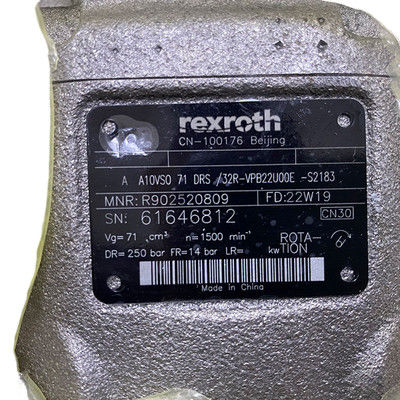 rexroth
CN-100176 Beijing
A A10VSO 71 DRS /32R-VPB22U00E -S2183
MNR: R902520809 FD:22W19
SN: 61646812 CN30
Vg=71 cm³ n=1500 min⁻¹ ROTA-
DR=250 bar FR=14 bar LR= kw TION
Made in China